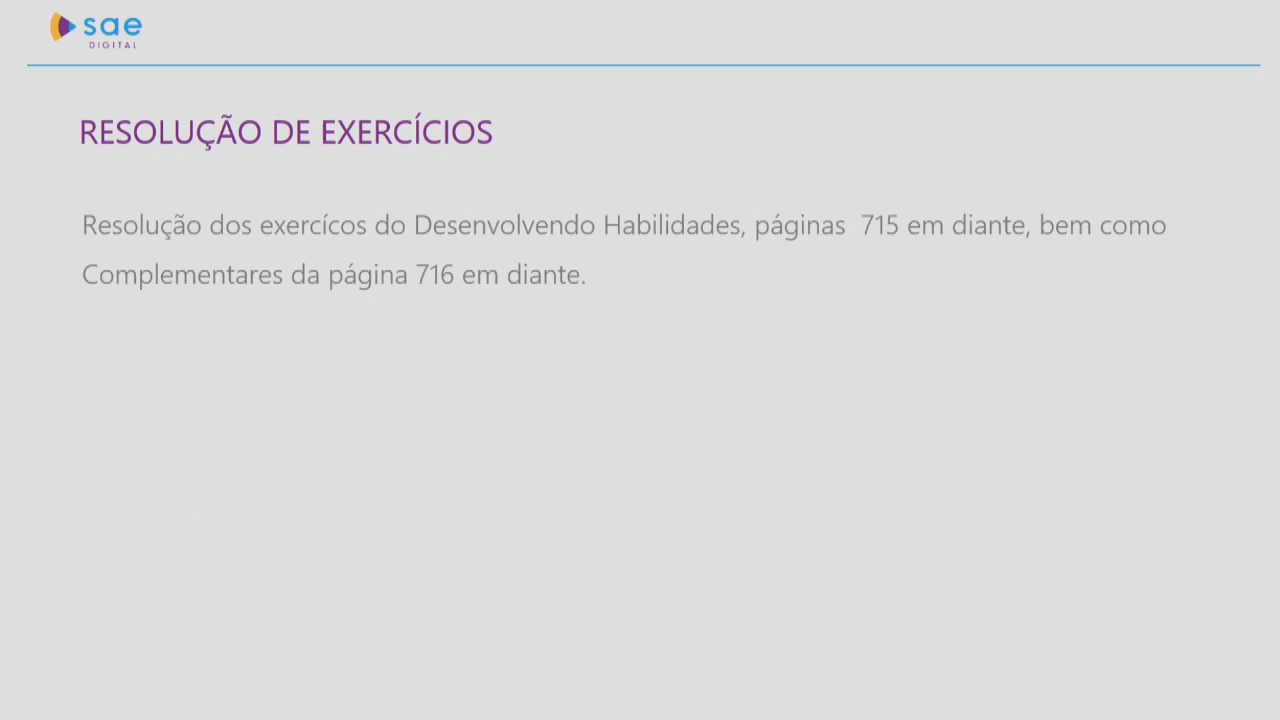 sae
DIGITAL
RESOLUÇÃO DE EXERCÍCIOS
Resolução dos exercícos do Desenvolvendo Habilidades, páginas  715 em diante, bem como
Complementares da página 716 em diante.